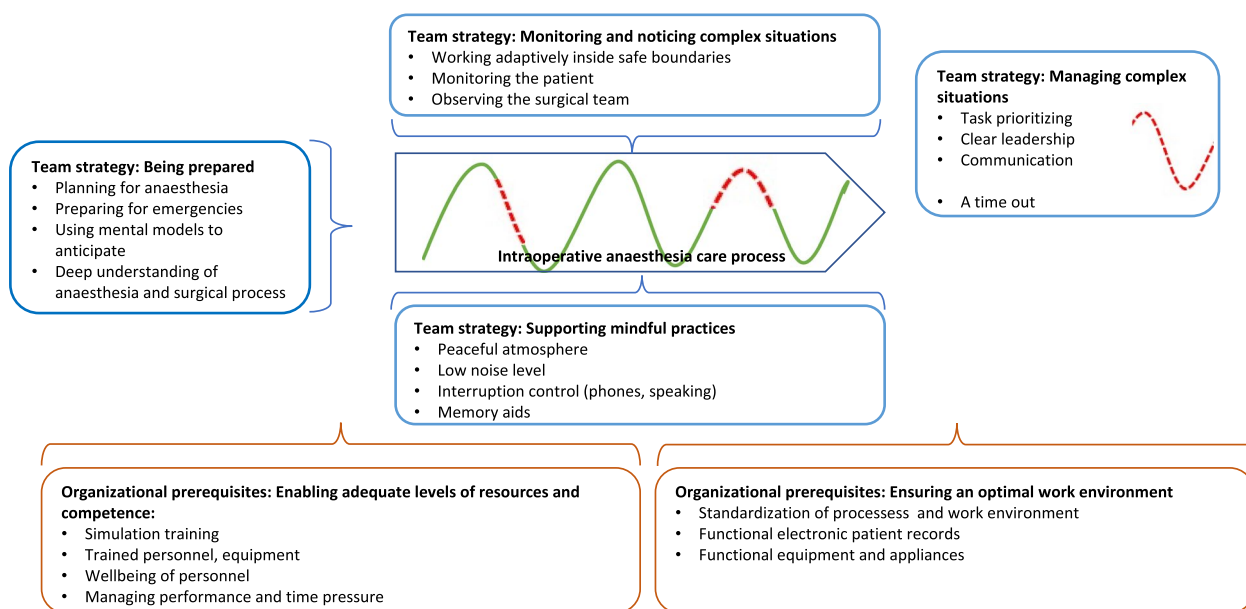 Team strategy: Monitoring and noticing complex situations
• Working adaptively inside safe boundaries
• Monitoring the patient
• Observing the surgical team
Team strategy: Managing complex
situations
• Task prioritizing
• Clear leadership
• Communication
• A time out
Team strategy: Being prepared
• Planning for anaesthesia
• Preparing for emergencies
• Using mental models to
anticipate
• Deep understanding of
anaesthesia and surgical process
Intraoperative anaesthesia care process
Team strategy: Supporting mindful practices
• Peaceful atmosphere
• Low noise level
• Interruption control (phones, speaking)
• Memory aids
Organizational prerequisites: Enabling adequate levels of resources and
competence:
• Simulation training
• Trained personnel, equipment
• Wellbeing of personnel
• Managing performance and time pressure
Organizational prerequisites: Ensuring an optimal work environment
• Standardization of processess and work environment
• Functional electronic patient records
• Functional equipment and appliances